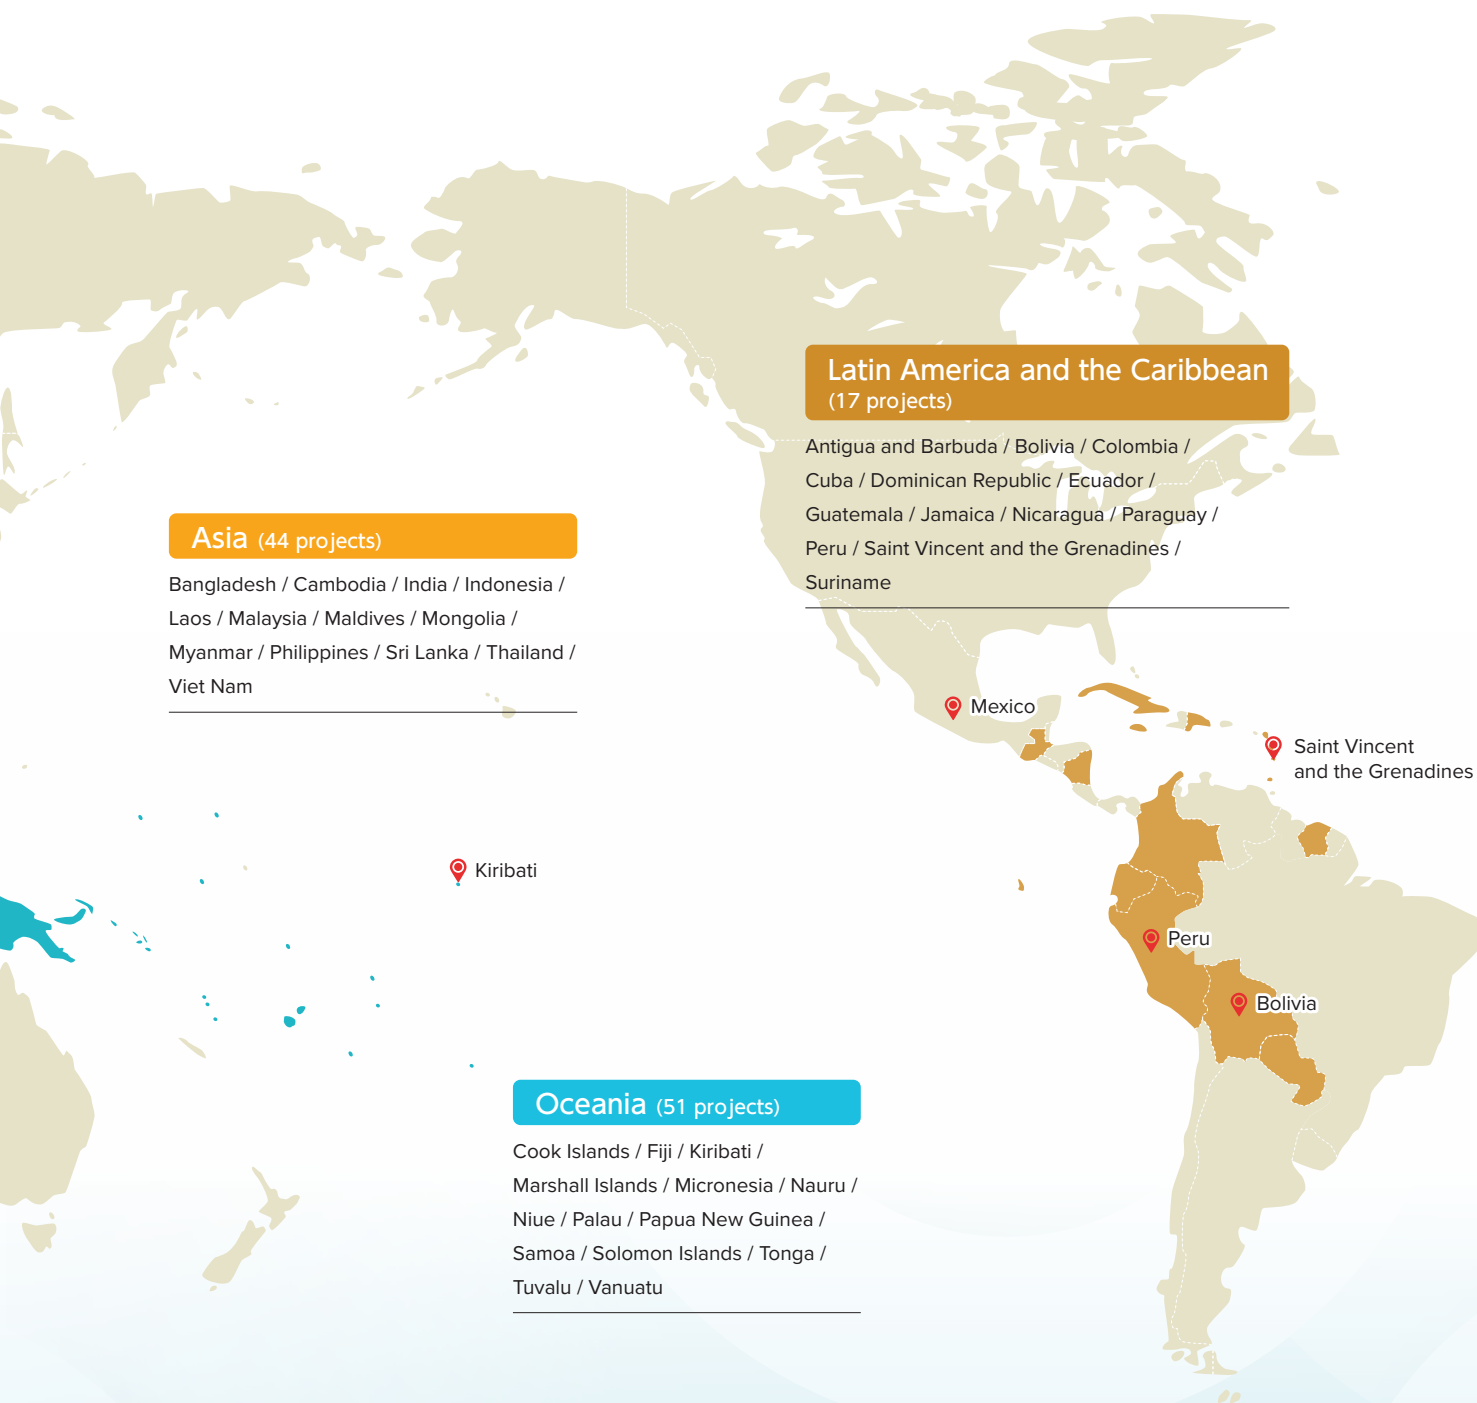 Latin America and the Caribbean
(17 projects)
Antigua and Barbuda / Bolivia / Colombia /
Cuba / Dominican Republic / Ecuador /
Guatemala / Jamaica / Nicaragua / Paraguay /
Peru / Saint Vincent and the Grenadines /
Suriname
Asia (44 projects)
Bangladesh / Cambodia / India / Indonesia /
Laos / Malaysia / Maldives / Mongolia /
Myanmar / Philippines / Sri Lanka / Thailand /
Viet Nam
Mexico
Saint Vincent
and the Grenadines
Kiribati
Peru
Bolivia
Oceania (51 projects)
Cook Islands / Fiji / Kiribati /
Marshall Islands / Micronesia / Nauru /
Niue / Palau / Papua New Guinea /
Samoa / Solomon Islands / Tonga /
Tuvalu / Vanuatu